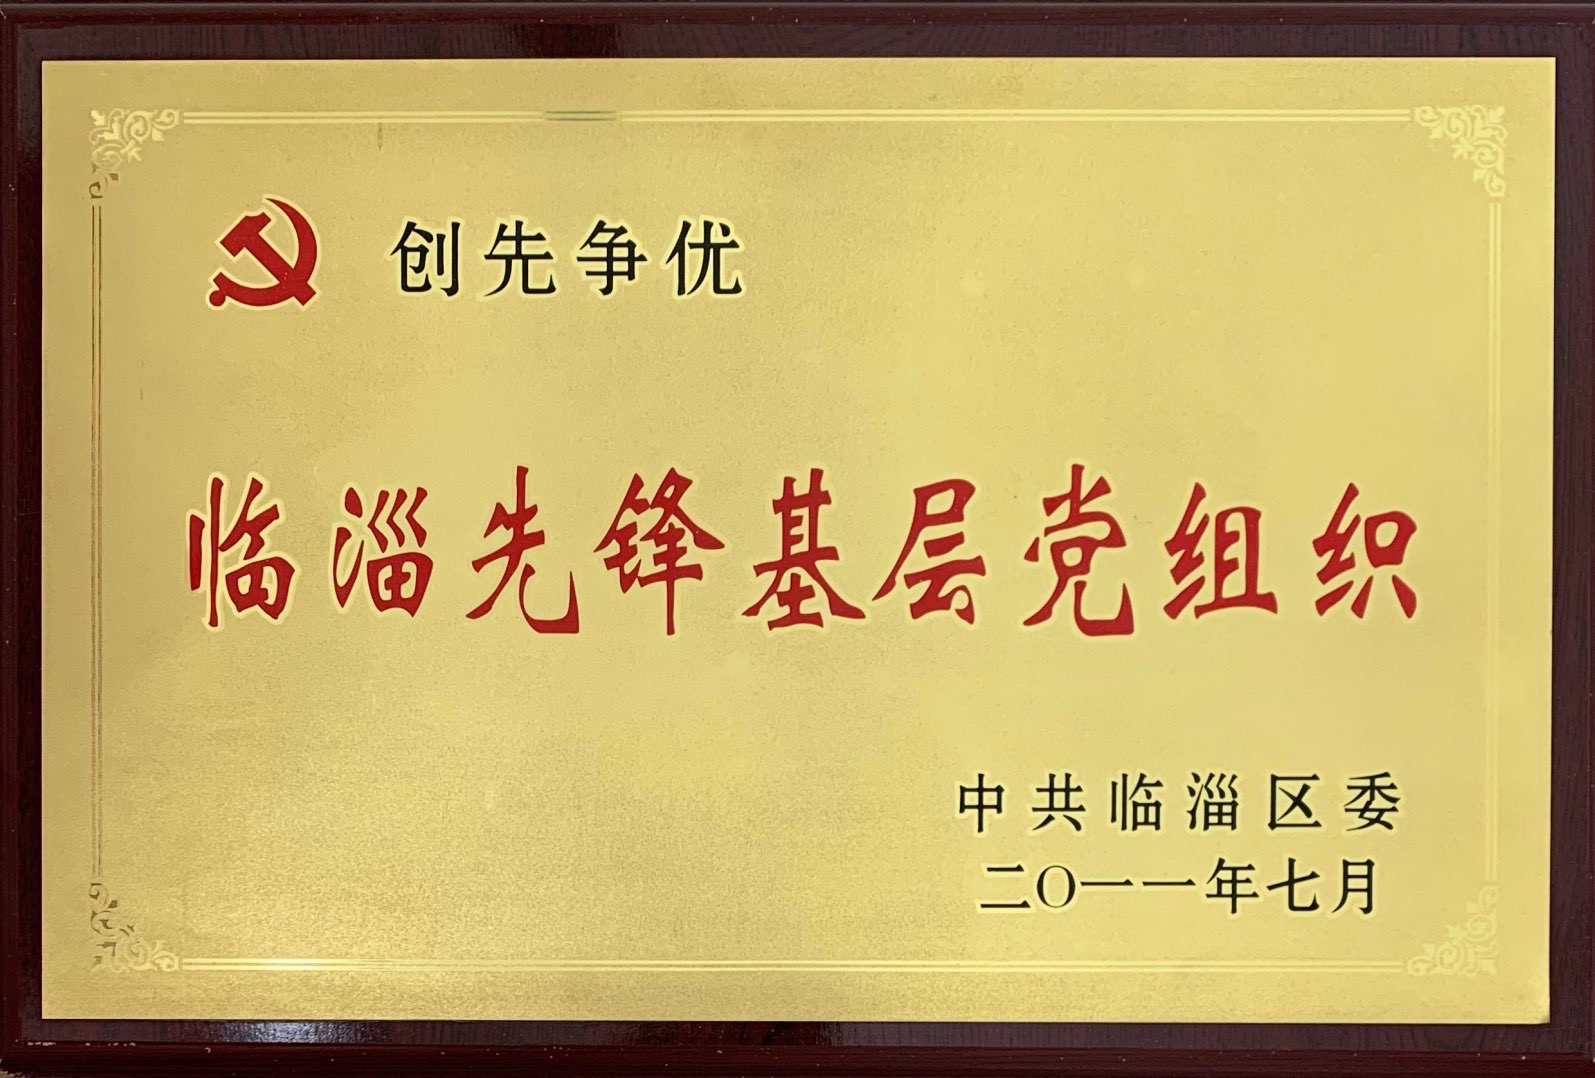 创先争优
临淄先锋基层党组织
中共临淄区委
二〇一一年七月